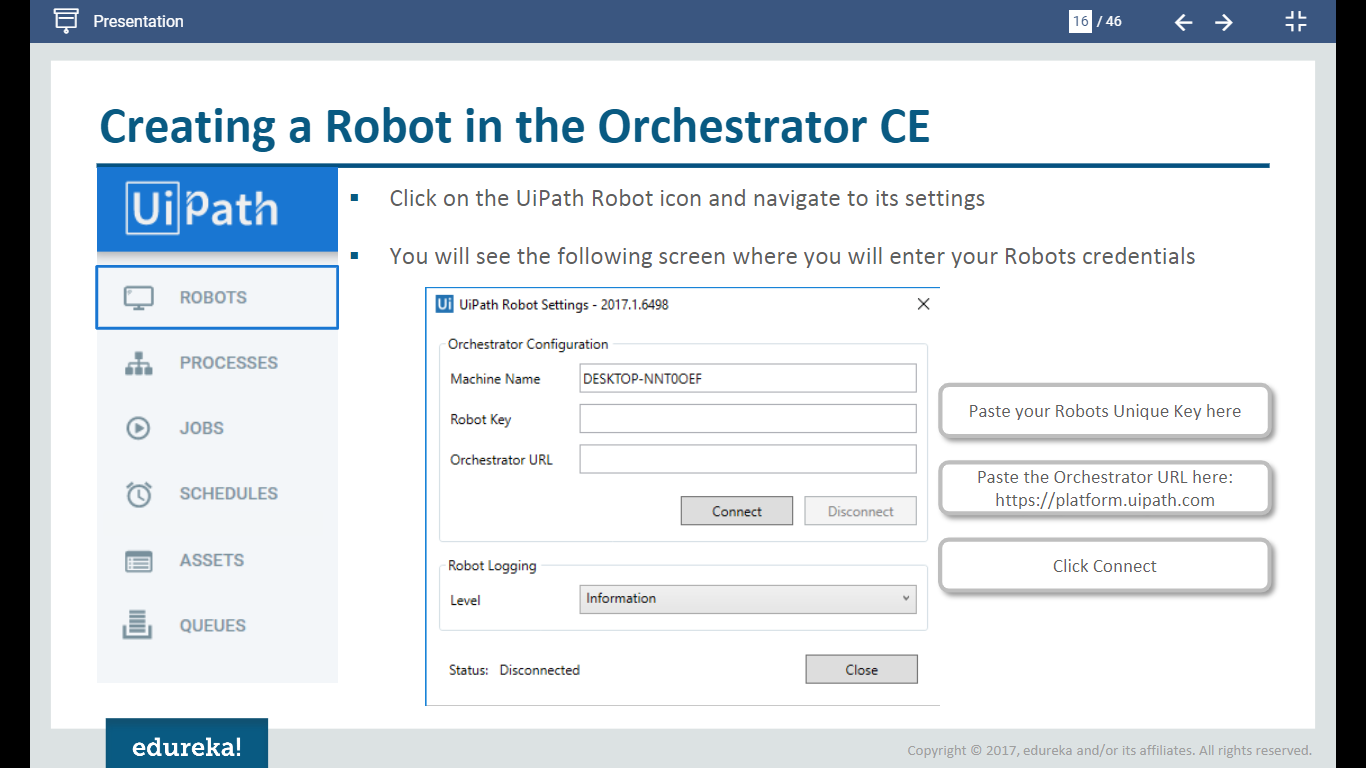 Presentation
16 / 46
Creating a Robot in the Orchestrator CE
UiPath
ROBOTS
PROCESSES
JOBS
SCHEDULES
ASSETS
QUEUES
Click on the UiPath Robot icon and navigate to its settings
You will see the following screen where you will enter your Robots credentials
Ui UiPath Robot Settings - 2017.1.6498
Orchestrator Configuration
Machine Name DESKTOP-NNT0OEF
Robot Key
Orchestrator URL
Connect Disconnect
Robot Logging
Level Information
Status: Disconnected Close
Paste your Robots Unique Key here
Paste the Orchestrator URL here:
https://platform.uipath.com
Click Connect
edureka!
Copyright © 2017, edureka and/or its affiliates. All rights reserved.